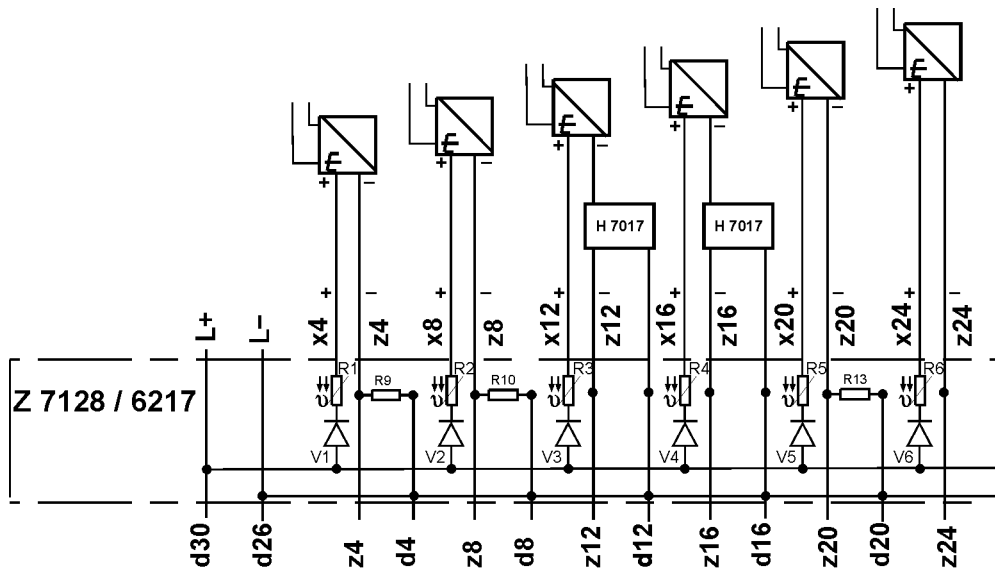 + –
+ –
+ –
+ –
+ –
+ –
H 7017 H 7017
+ – + – + – + – + – + –
L+ L– x4 z4 x8 z8 x12 z12 x16 z16 x20 z20 x24 z24
R1 R2 R3 R4 R5 R6
R9 R10 R13
Z 7128 / 6217
V1 V2 V3 V4 V5 V6
d30 d26 z4 d4 z8 d8 z12 d12 z16 d16 z20 d20 z24